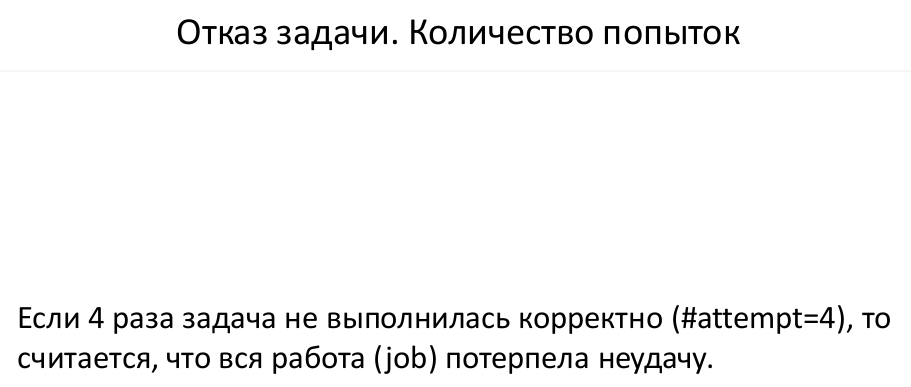 Отказ задачи. Количество попыток
Если 4 раза задача не выполнилась корректно (#attempt=4), то
считается, что вся работа (job) потерпела неудачу.